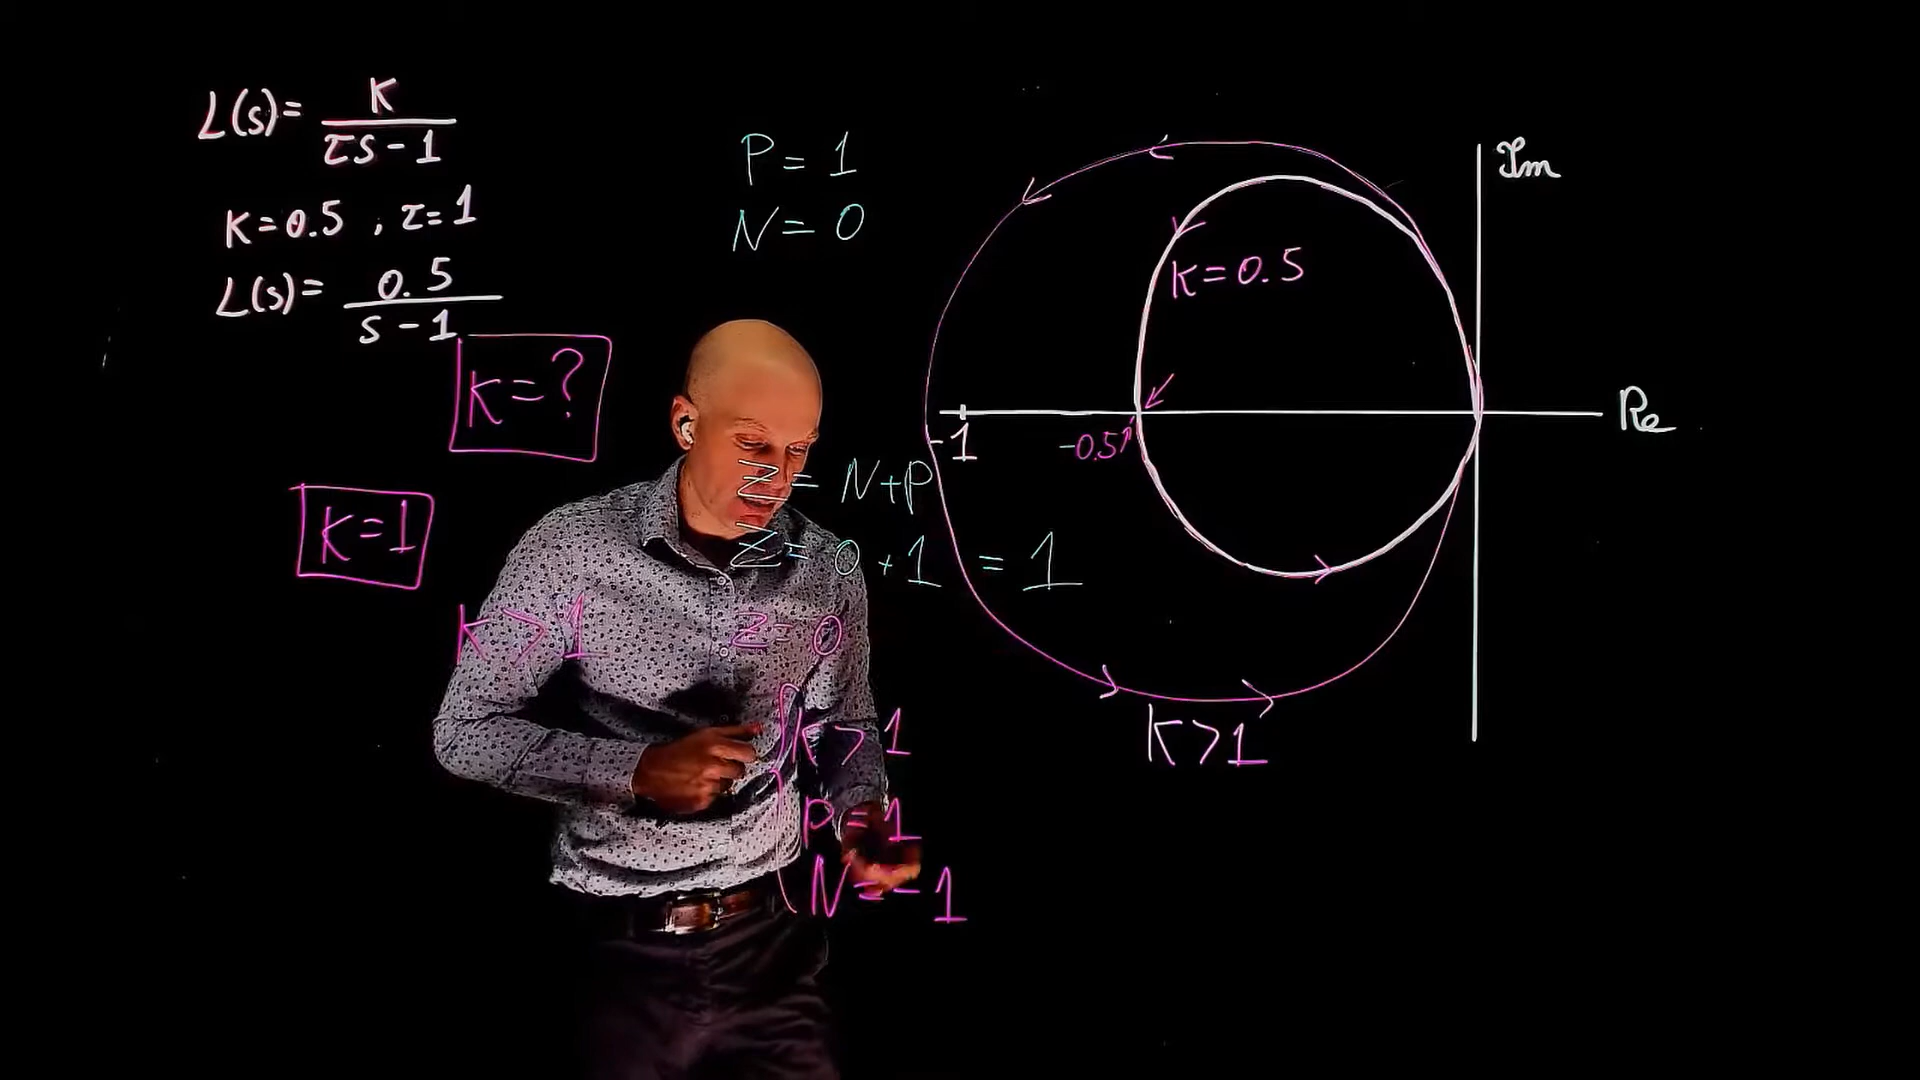 L(s) = K / (τs - 1)
K = 0.5 , τ = 1
L(s) = 0.5 / (s - 1)
K = ?
K = 1
K > 1
P = 1
N = 0
Z = N + P
Z = 0 + 1 = 1
Z = 0
K > 1
P = 1
N = -1
Im
K = 0.5
Re
-1
-0.5
K > 1